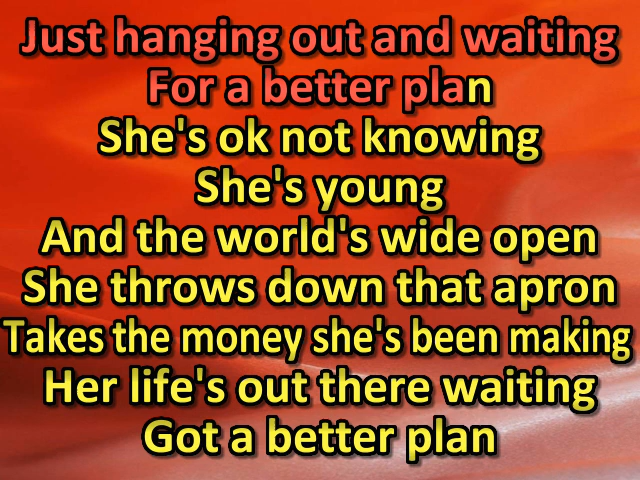 Just hanging out and waiting
For a better plan
She's ok not knowing
She's young
And the world's wide open
She throws down that apron
Takes the money she's been making
Her life's out there waiting
Got a better plan